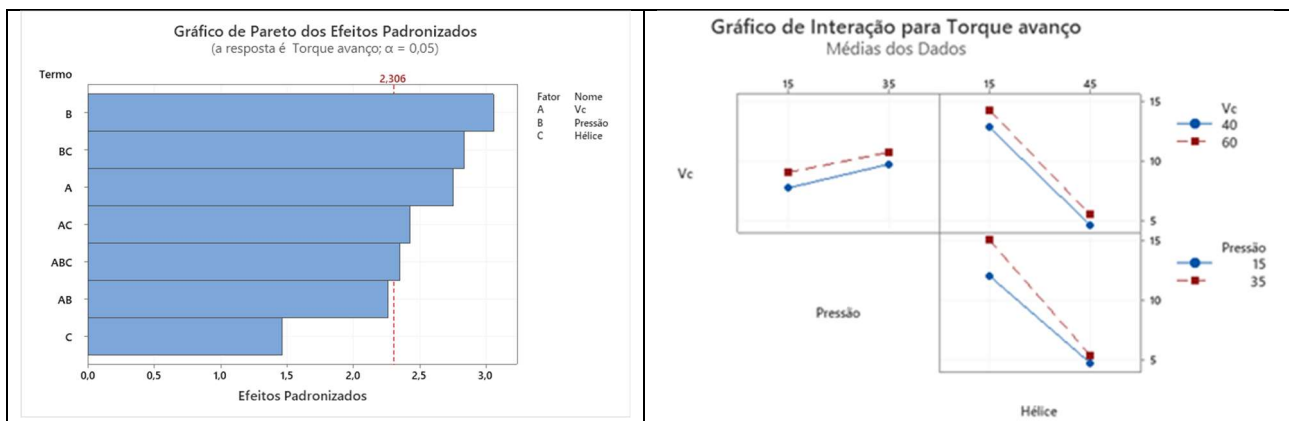 Gráfico de Pareto dos Efeitos Padronizados
(a resposta é Torque avanço; α = 0,05)
Termo
2,306
Fator Nome
A Vc
B Pressão
C Hélice
B
BC
A
AC
ABC
AB
C
0,0 0,5 1,0 1,5 2,0 2,5 3,0
Efeitos Padronizados
Gráfico de Interação para Torque avanço
Médias dos Dados
15 35 15 45
Vc
15
10
5
Vc
40
60
Pressão
15
10
5
Pressão
15
35
Hélice